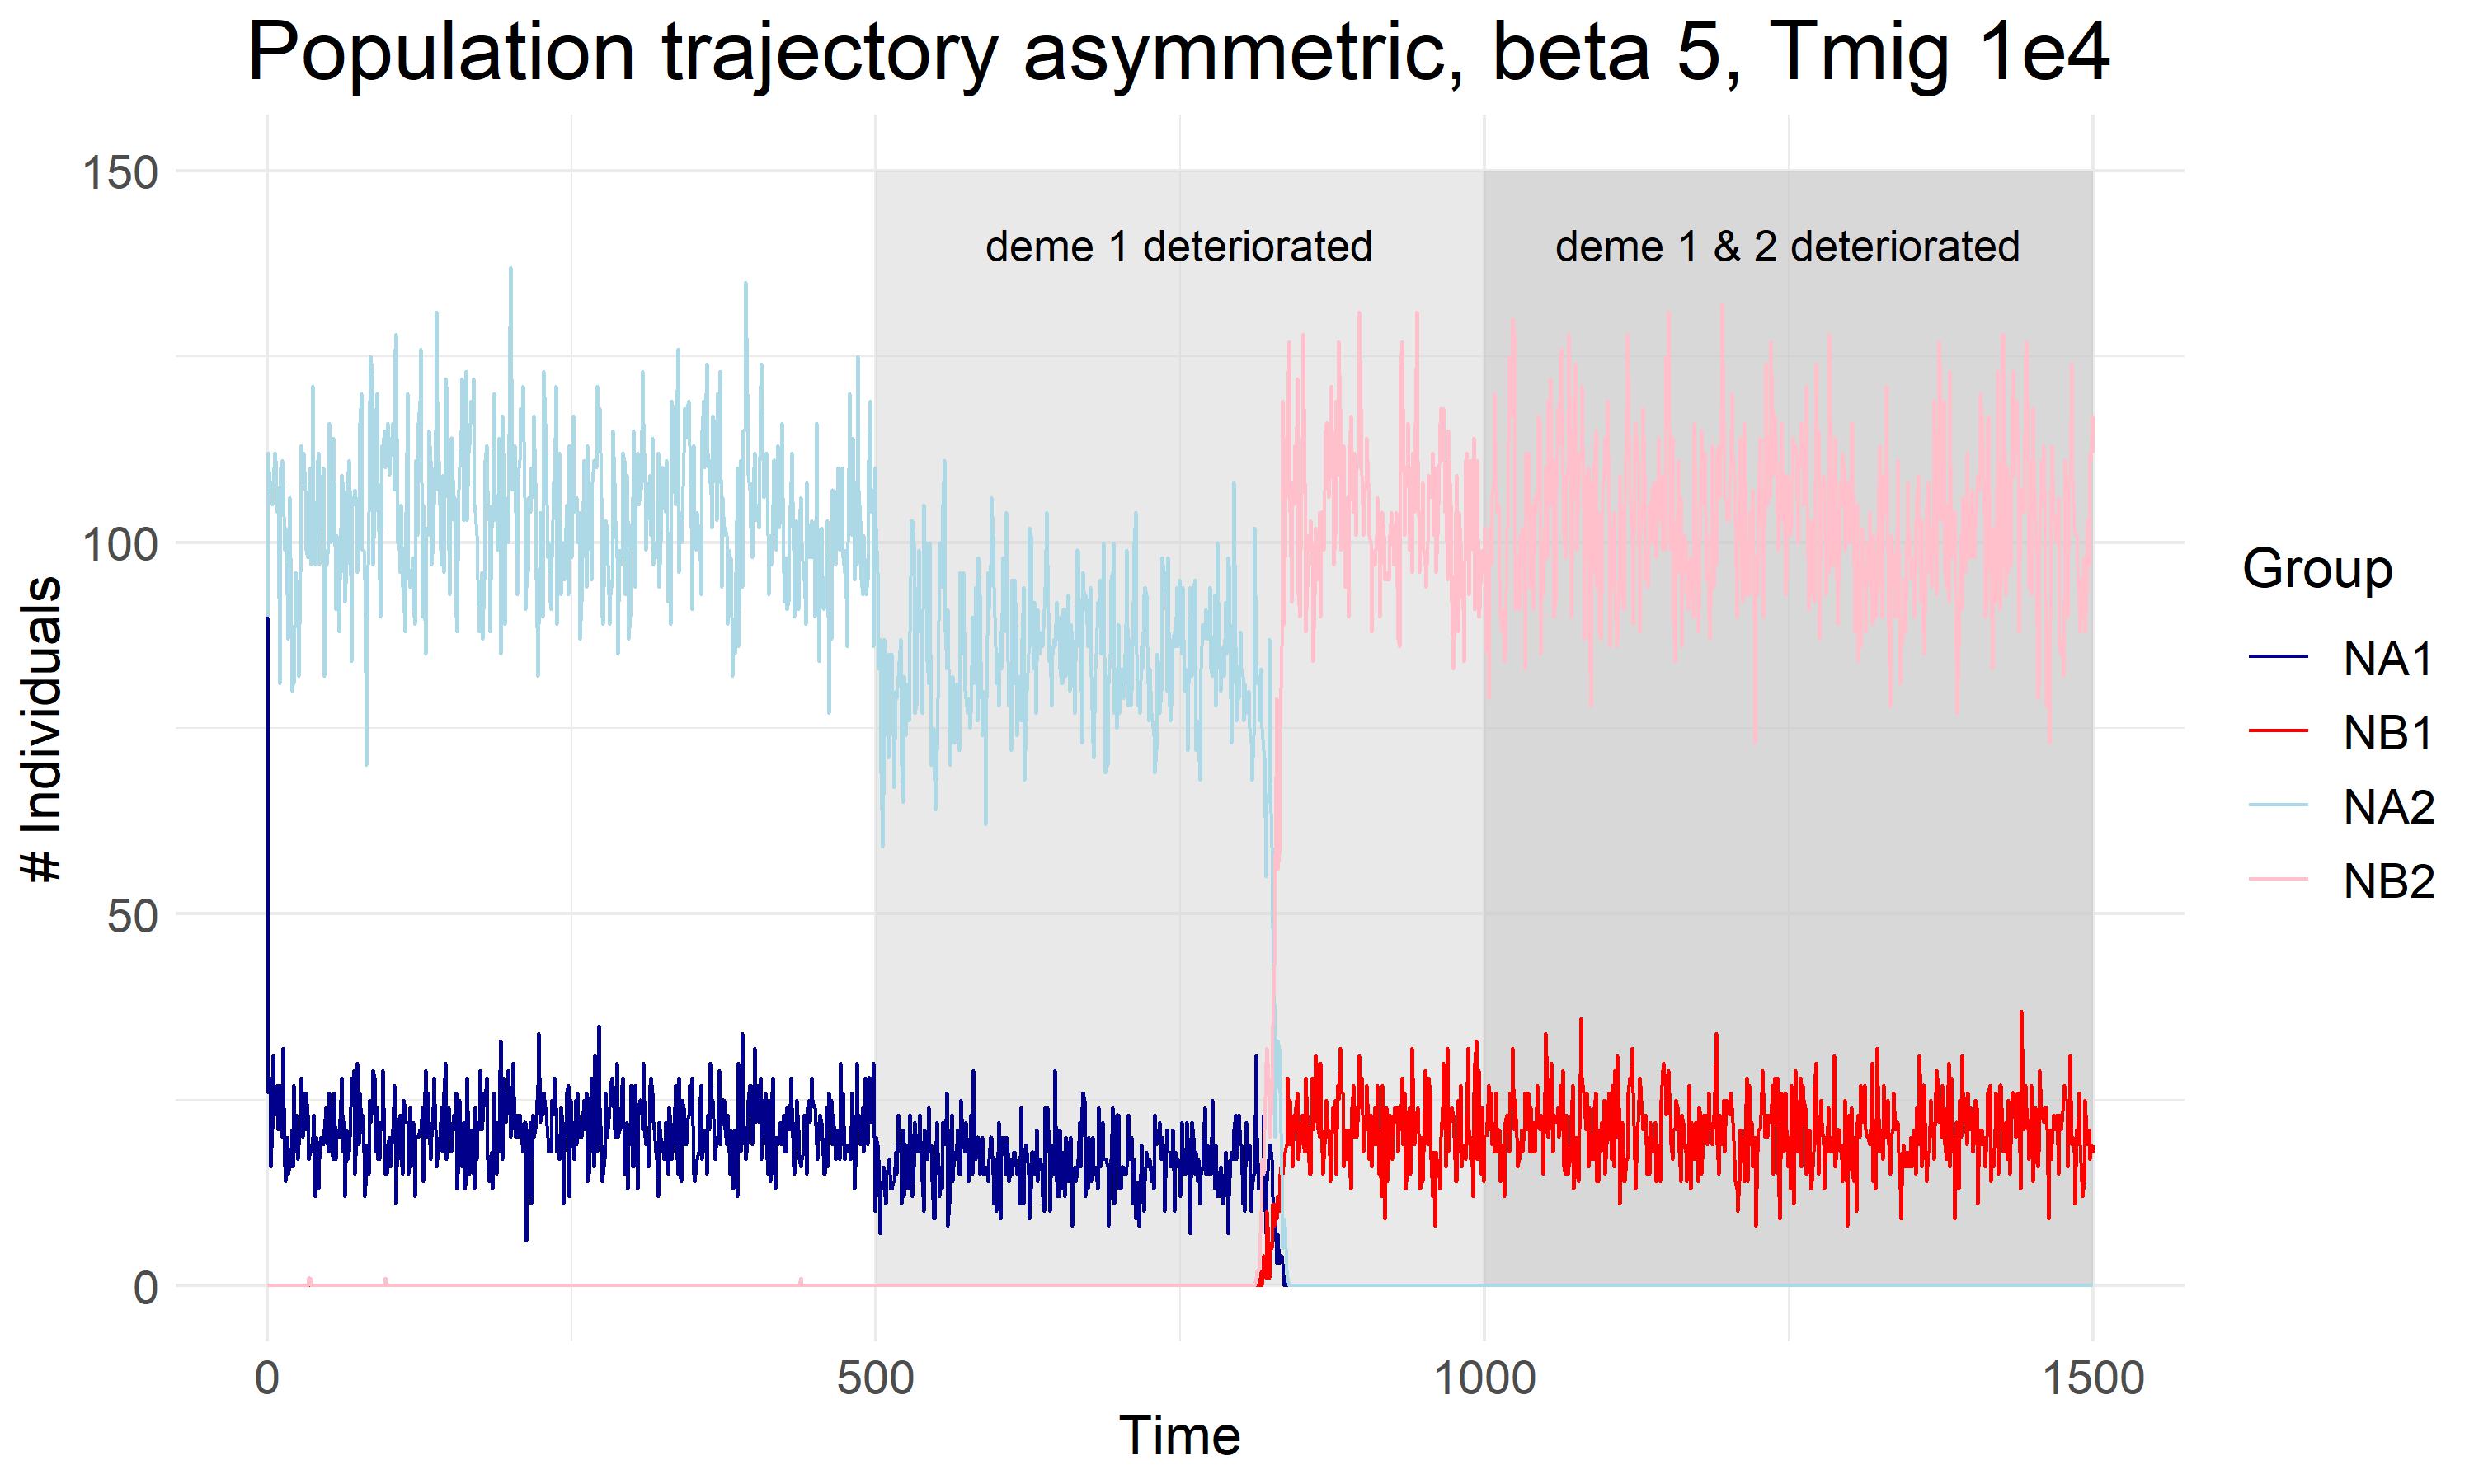 Population trajectory asymmetric, beta 5, Tmig 1e4
# Individuals
150
100
50
0
deme 1 deteriorated
deme 1 & 2 deteriorated
0
500
1000
1500
Time
Group
NA1
NB1
NA2
NB2